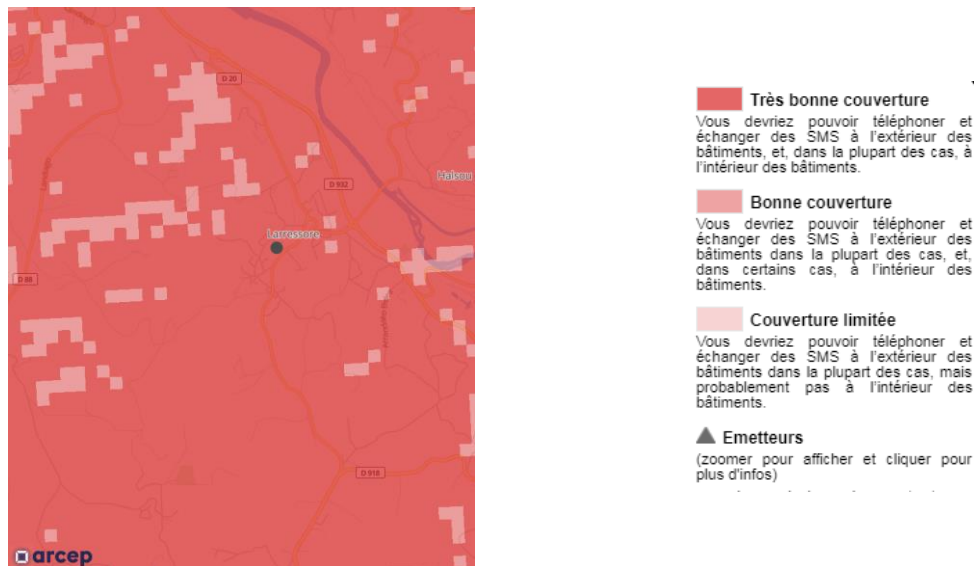 D 20
D 932
Halsou
Larressore
D 88
D 918
arcep
Très bonne couverture
Vous devriez pouvoir téléphoner et
échanger des SMS à l'extérieur des
bâtiments, et, dans la plupart des cas, à
l'intérieur des bâtiments.
Bonne couverture
Vous devriez pouvoir téléphoner et
échanger des SMS à l'extérieur des
bâtiments dans la plupart des cas, et,
dans certains cas, à l'intérieur des
bâtiments.
Couverture limitée
Vous devriez pouvoir téléphoner et
échanger des SMS à l'extérieur des
bâtiments dans la plupart des cas, mais
probablement pas à l'intérieur des
bâtiments.
Emetteurs
(zoomer pour afficher et cliquer pour
plus d'infos)